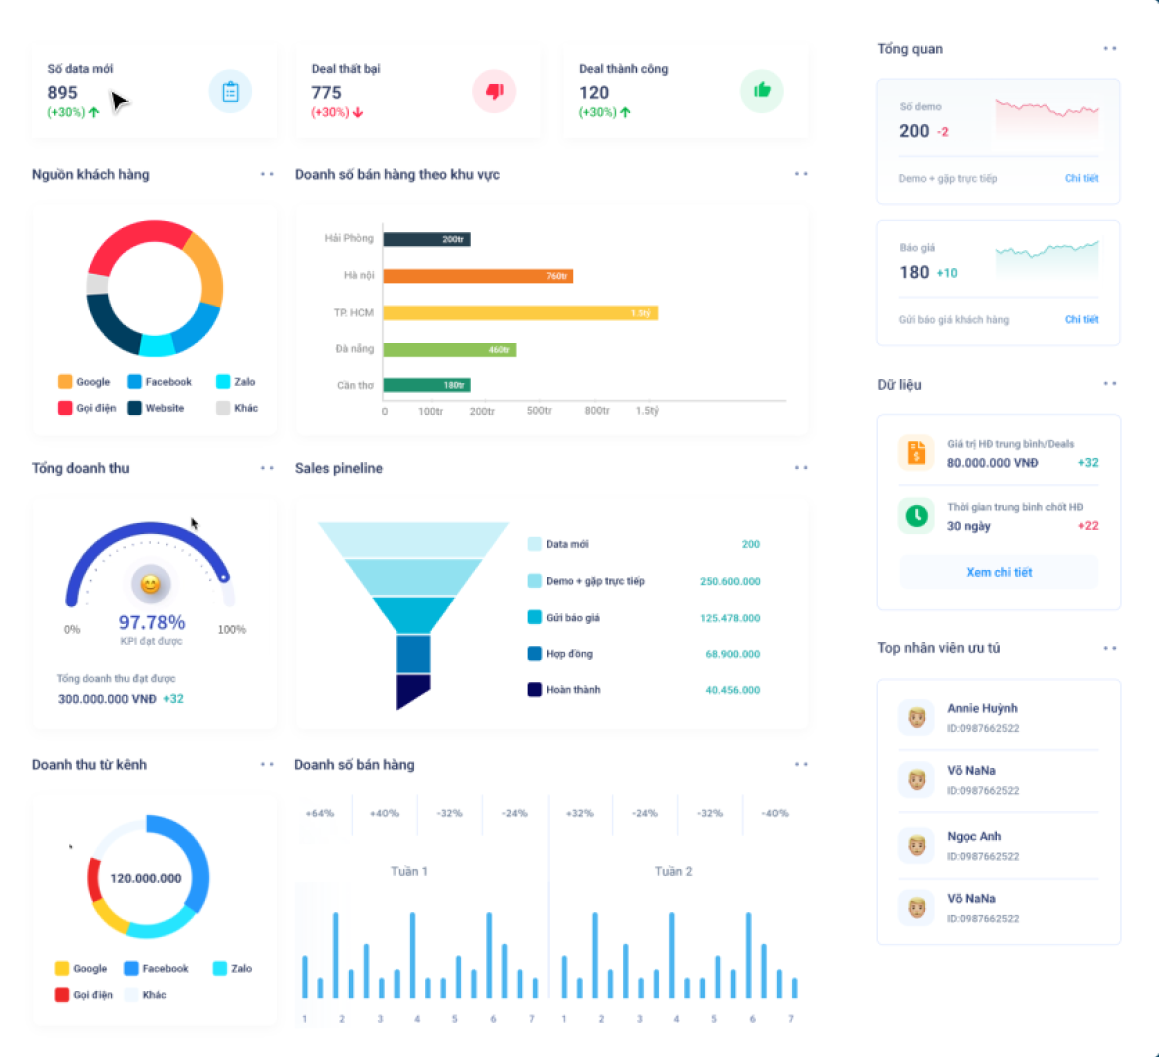 Số data mới
895
(+30%)
Deal thất bại
775
(+30%)
Deal thành công
120
(+30%)
Nguồn khách hàng
Google
Facebook
Zalo
Gọi điện
Website
Khác
Doanh số bán hàng theo khu vực
Hải Phòng
200tr
Hà nội
760tr
TP. HCM
1.5tỷ
Đà nẵng
460tr
Cần thơ
180tr
0
100tr
200tr
500tr
800tr
1.5tỷ
Tổng doanh thu
0%
97.78%
100%
KPI đạt được
Tổng doanh thu đạt được
300.000.000 VNĐ +32
Sales pineline
Data mới
200
Demo + gặp trực tiếp
250.600.000
Gửi báo giá
125.478.000
Hợp đồng
68.900.000
Hoàn thành
40.456.000
Doanh thu từ kênh
120.000.000
Google
Facebook
Zalo
Gọi điện
Khác
Doanh số bán hàng
+64%
+40%
-32%
-24%
+32%
-24%
-32%
-40%
Tuần 1
Tuần 2
1
2
3
4
5
6
7
1
2
3
4
5
6
7
Tổng quan
Số demo
200 -2
Demo + gặp trực tiếp
Chi tiết
Báo giá
180 +10
Gửi báo giá khách hàng
Chi tiết
Dữ liệu
Giá trị HĐ trung bình/Deals
80.000.000 VNĐ
+32
Thời gian trung bình chốt HĐ
30 ngày
+22
Xem chi tiết
Top nhân viên ưu tú
Annie Huỳnh
ID:0987662522
Võ NaNa
ID:0987662522
Ngọc Anh
ID:0987662522
Võ NaNa
ID:0987662522